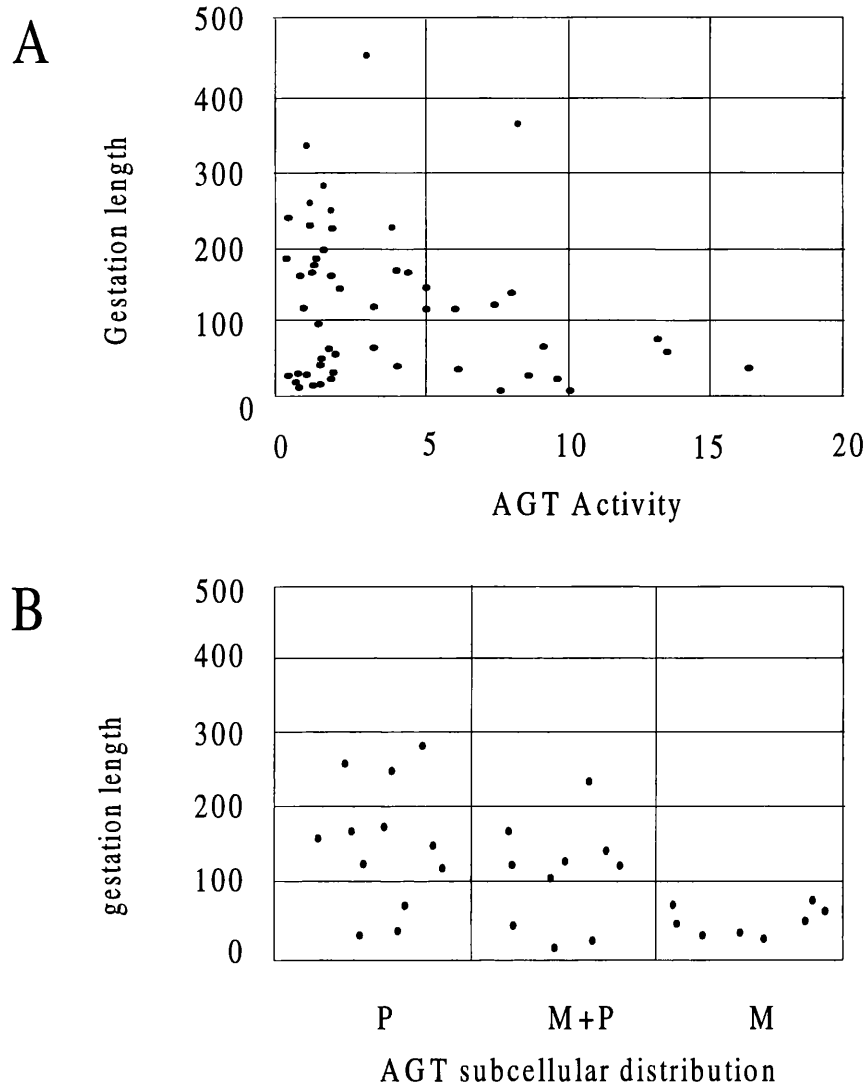 A
500
400
300
200
100
0
Gestation length
0 5 10 15 20
AGT Activity
B
500
400
300
200
100
0
gestation length
P M+P M
AGT subcellular distribution